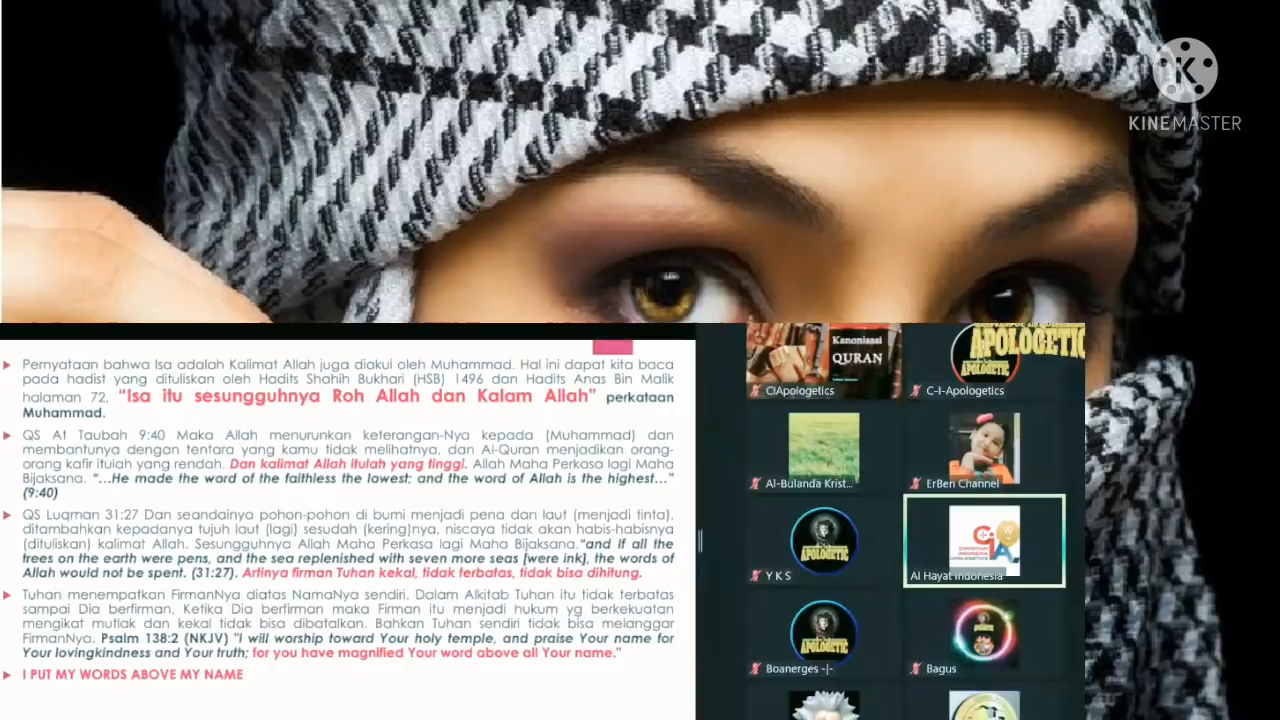 KINEMASTER
Pernyataan bahwa Isa adalah Kalimat Allah juga diakui oleh Muhammad. Hal ini dapat kita baca
pada hadist yang dituliskan oleh Hadits Shahih Bukhari (HSB) 1496 dan Hadits Anas Bin Malik
halaman 72, "Isa itu sesungguhnya Roh Allah dan Kalam Allah" perkataan
Muhammad.
QS At Taubah 9:40 Maka Allah menurunkan keterangan-Nya kepada (Muhammad) dan
membantunya dengan tentara yang kamu tidak melihatnya, dan Al-Quran menjadikan orang-
orang kafir itulah yang rendah. Dan kalimat Allah itulah yang tinggi. Allah Maha Perkasa lagi Maha
Bijaksana. "...He made the word of the faithless the lowest; and the word of Allah is the highest..."
(9:40)
QS Luqman 31:27 Dan seandainya pohon-pohon di bumi menjadi pena dan laut (menjadi tinta),
ditambahkan kepadanya tujuh laut (lagi) sesudah (kering)nya, niscaya tidak akan habis-habisnya
(dituliskan) kalimat Allah. Sesungguhnya Allah Maha Perkasa lagi Maha Bijaksana."and If all the
trees on the earth were pens, and the sea replenished with seven more seas [were ink], the words of
Allah would not be spent. (31:27). Artinya firman Tuhan kekal, tidak terbatas, tidak bisa dihitung.
Tuhan menempatkan FirmanNya diatas NamaNya sendiri. Dalam Alkitab Tuhan itu tidak terbatas
sampai Dia berfirman. Ketika Dia berfirman maka Firman itu menjadi hukum yg berkekuatan
mengikat mutlak dan kekal tidak bisa dibatalkan. Bahkan Tuhan sendiri tidak bisa melanggar
FirmanNya. Psalm 138:2 (NKJV) "I will worship toward Your holy temple, and praise Your name for
Your lovingkindness and Your truth; for you have magnified Your word above all Your name."
I PUT MY WORDS ABOVE MY NAME
Kanonisasi
QURAN
CIApologetics
APOLOGETIC
APOLOGETIC
C-I-Apologetics
Al-Bulanda Krist...
ErBen Channel
APOLOGETIC
Y K S
CHRISTIAN
INDONESIA
Al Hayat Indonesia
APOLOGETIC
Boanerges -|-
Bagus